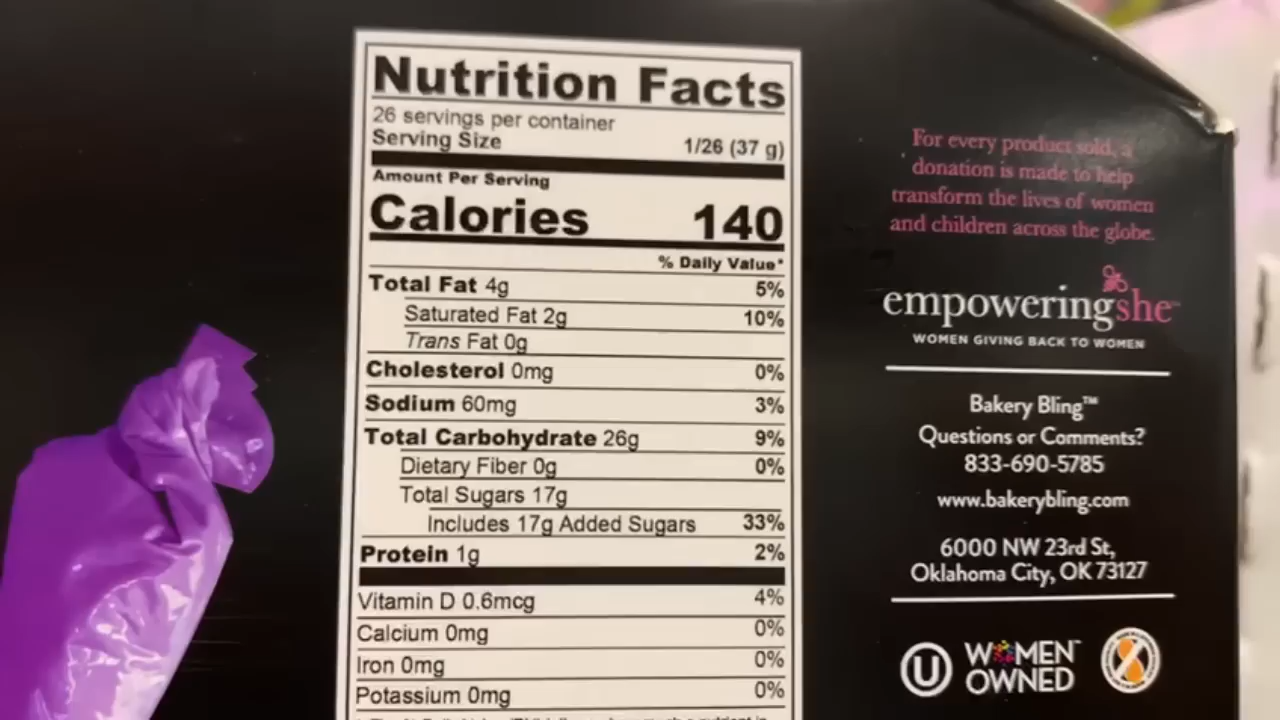 Nutrition Facts
26 servings per container
Serving Size 1/26 (37 g)
Amount Per Serving
Calories 140
% Daily Value*
Total Fat 4g 5%
Saturated Fat 2g 10%
Trans Fat 0g
Cholesterol 0mg 0%
Sodium 60mg 3%
Total Carbohydrate 26g 9%
Dietary Fiber 0g 0%
Total Sugars 17g
Includes 17g Added Sugars 33%
Protein 1g 2%
Vitamin D 0.6mcg 4%
Calcium 0mg 0%
Iron 0mg 0%
Potassium 0mg 0%
For every product sold, a
donation is made to help
transform the lives of women
and children across the globe.
empoweringshe™
WOMEN GIVING BACK TO WOMEN
Bakery Bling™
Questions or Comments?
833-690-5785
www.bakerybling.com
6000 NW 23rd St,
Oklahoma City, OK 73127
U
WOMEN™
OWNED